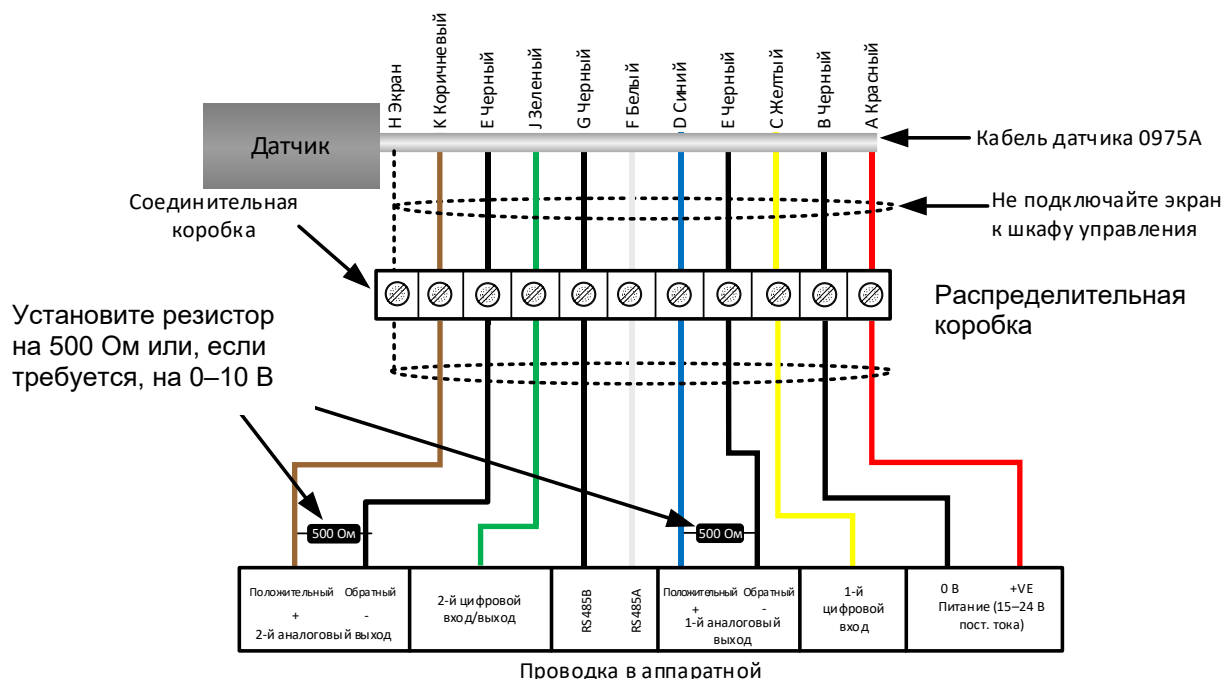 H Экран
K Коричневый
E Черный
J Зеленый
G Черный
F Белый
D Синий
E Черный
C Желтый
B Черный
A Красный
Датчик
Кабель датчика 0975A
Соединительная
коробка
Не подключайте экран
к шкафу управления
Установите резистор
на 500 Ом или, если
требуется, на 0–10 В
Распределительная
коробка
500 Ом
500 Ом
Положительный Обратный
+ -
2-й аналоговый выход
2-й цифровой
вход/выход
RS485B
RS485A
Положительный Обратный
+ -
1-й аналоговый
выход
1-й
цифровой
вход
0 В +VE
Питание (15–24 В
пост. тока)
Проводка в аппаратной